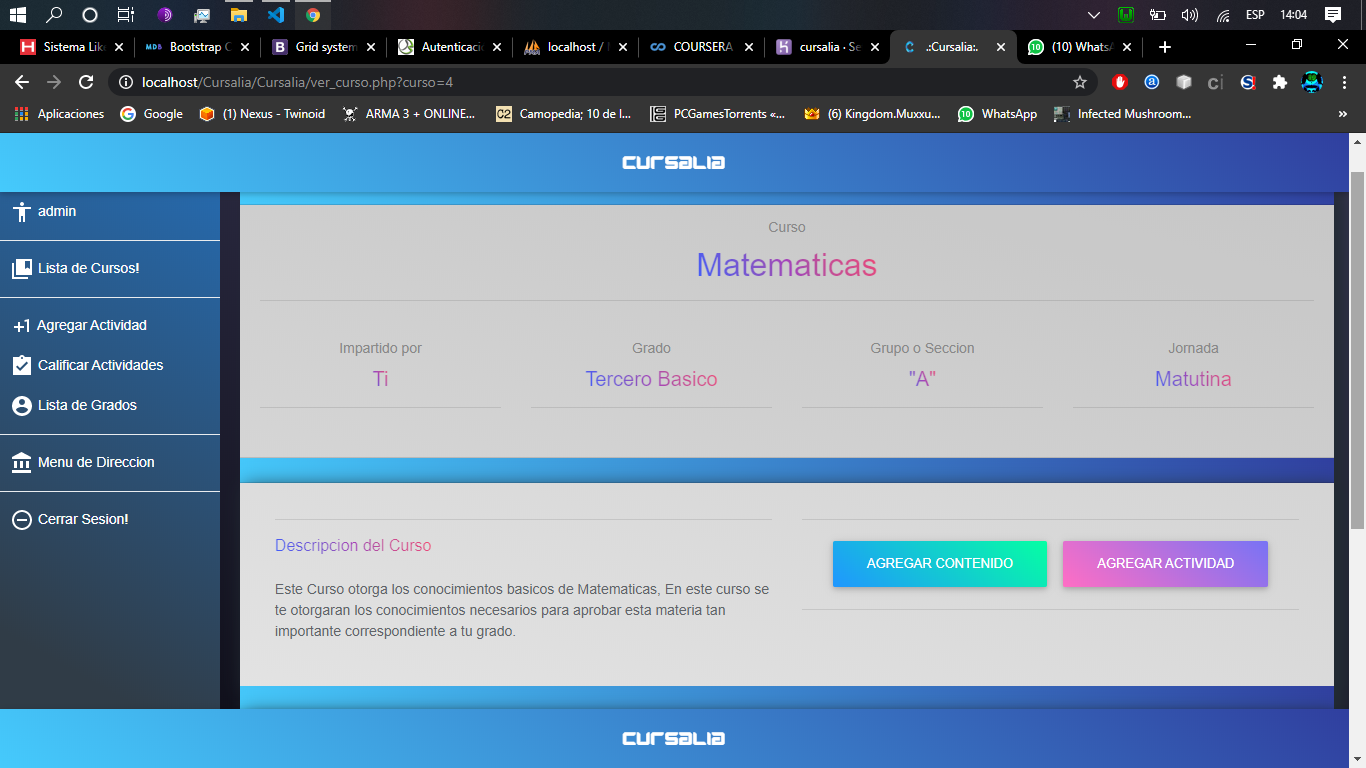 ESP
14:04
Sistema Lik
Bootstrap C
Grid system
Autenticaci
localhost /
COURSERA
cursalia · Se
.:Cursalia:.
(10) Whats
localhost/Cursalia/Cursalia/ver_curso.php?curso=4
Aplicaciones
Google
(1) Nexus - Twinoid
ARMA 3 + ONLINE...
Camopedia; 10 de l...
PCGamesTorrents «...
(6) Kingdom.Muxxu...
WhatsApp
Infected Mushroom...
»
CURSALIA
admin
Lista de Cursos!
+1 Agregar Actividad
Calificar Actividades
Lista de Grados
Menu de Direccion
Cerrar Sesion!
Curso
Matematicas
Impartido por
Ti
Grado
Tercero Basico
Grupo o Seccion
"A"
Jornada
Matutina
Descripcion del Curso
Este Curso otorga los conocimientos basicos de Matematicas, En este curso se
te otorgaran los conocimientos necesarios para aprobar esta materia tan
importante correspondiente a tu grado.
AGREGAR CONTENIDO
AGREGAR ACTIVIDAD
CURSALIA